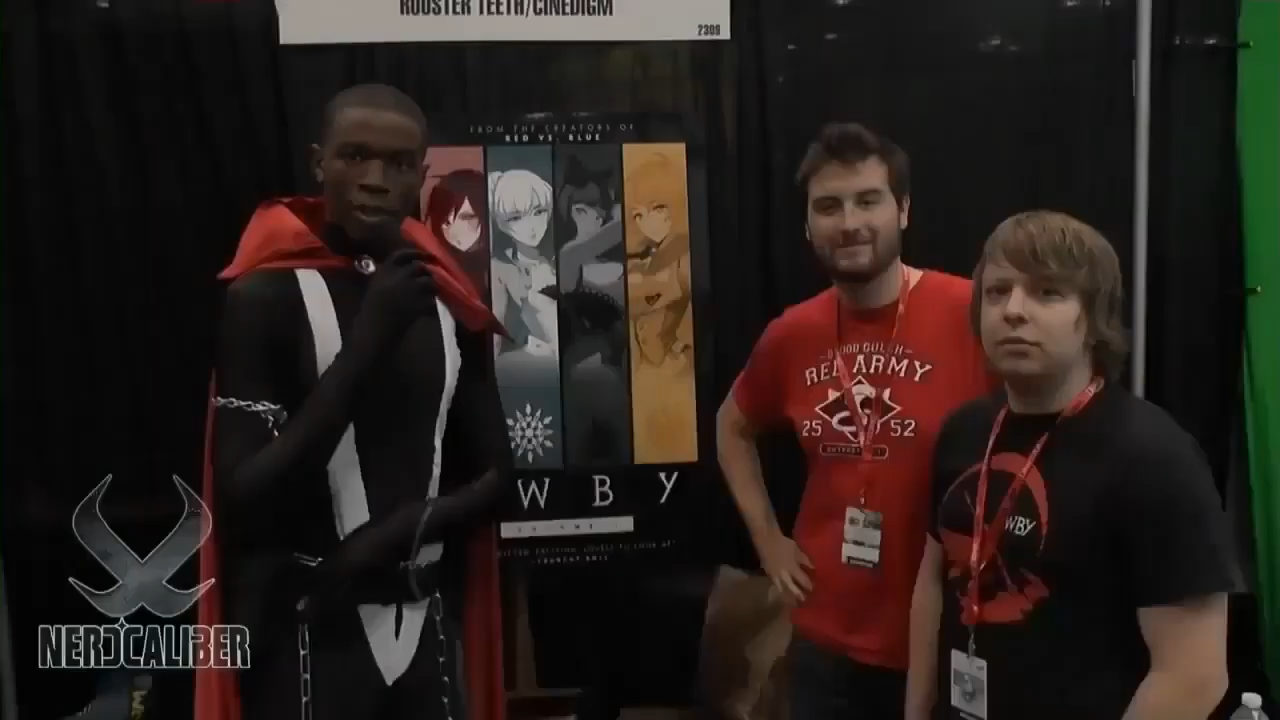 ROOSTER TEETH/CINEDIGM
2309
FROM THE CREATORS OF
RED VS. BLUE
W B Y
BLOOD GULCH
RED ARMY
25 52
OUTPOST
WBY
NERDCALIBER